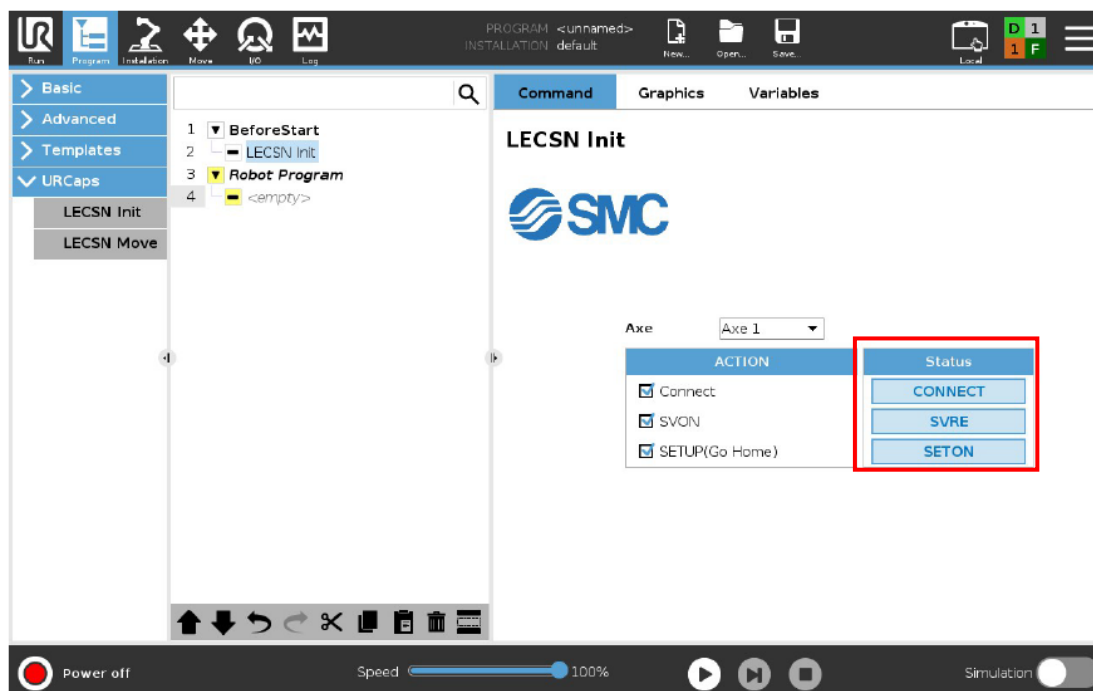 PROGRAM <unnamed>
INSTALLATION default
UR
D 1
1 F
Run Program Installation Move I/O Log New... Open... Save... Local
Basic
Advanced
Templates
URCaps
LECSN Init
LECSN Move
1 BeforeStart
2 LECSN Init
3 Robot Program
4 <empty>
Command Graphics Variables
LECSN Init
SMC
Axe Axe 1
ACTION Status
Connect CONNECT
SVON SVRE
SETUP(Go Home) SETON
Power off Speed 100% Simulation